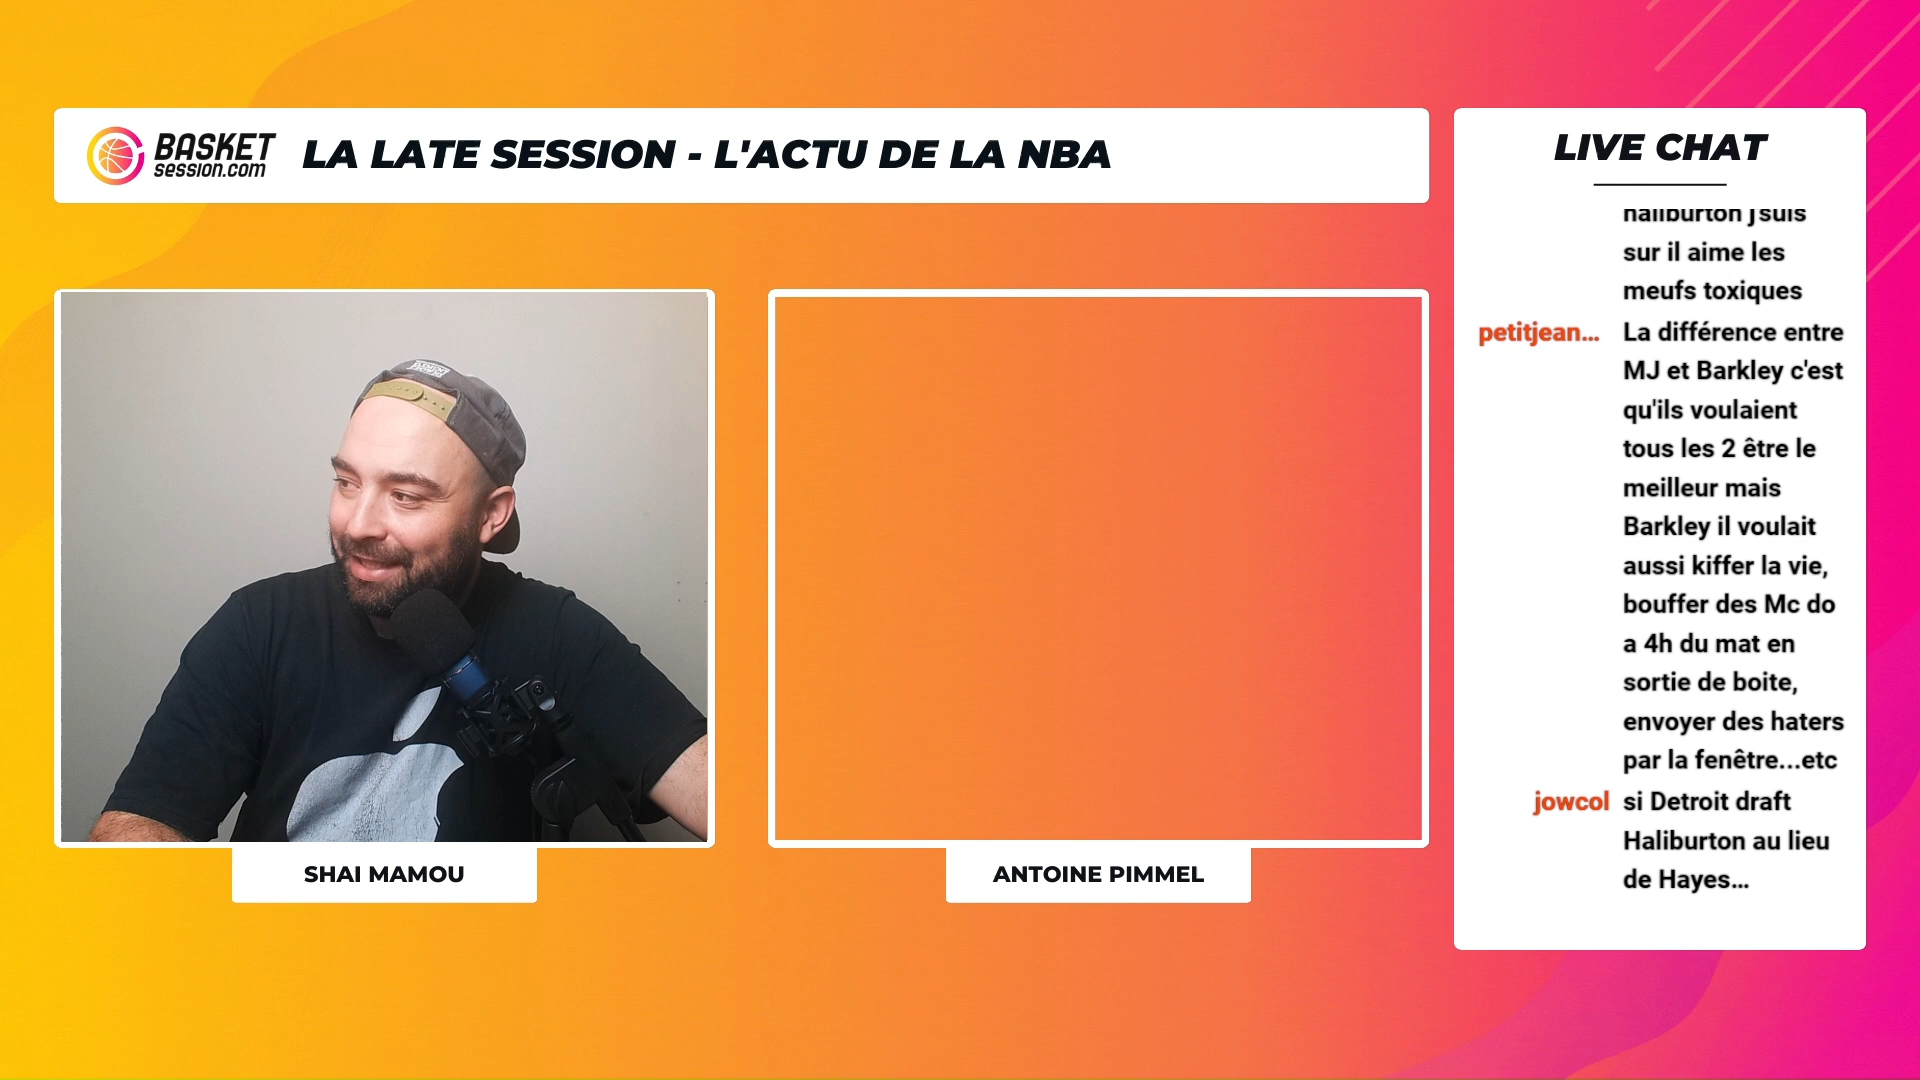 BASKET
SESSION.COM
LA LATE SESSION - L'ACTU DE LA NBA
SHAI MAMOU
ANTOINE PIMMEL
LIVE CHAT
haliburton j'suis
sur il aime les
meufs toxiques
petitjean... La différence entre
MJ et Barkley c'est
qu'ils voulaient
tous les 2 être le
meilleur mais
Barkley il voulait
aussi kiffer la vie,
bouffer des Mc do
a 4h du mat en
sortie de boite,
envoyer des haters
par la fenêtre...etc
jowcol si Detroit draft
Haliburton au lieu
de Hayes...